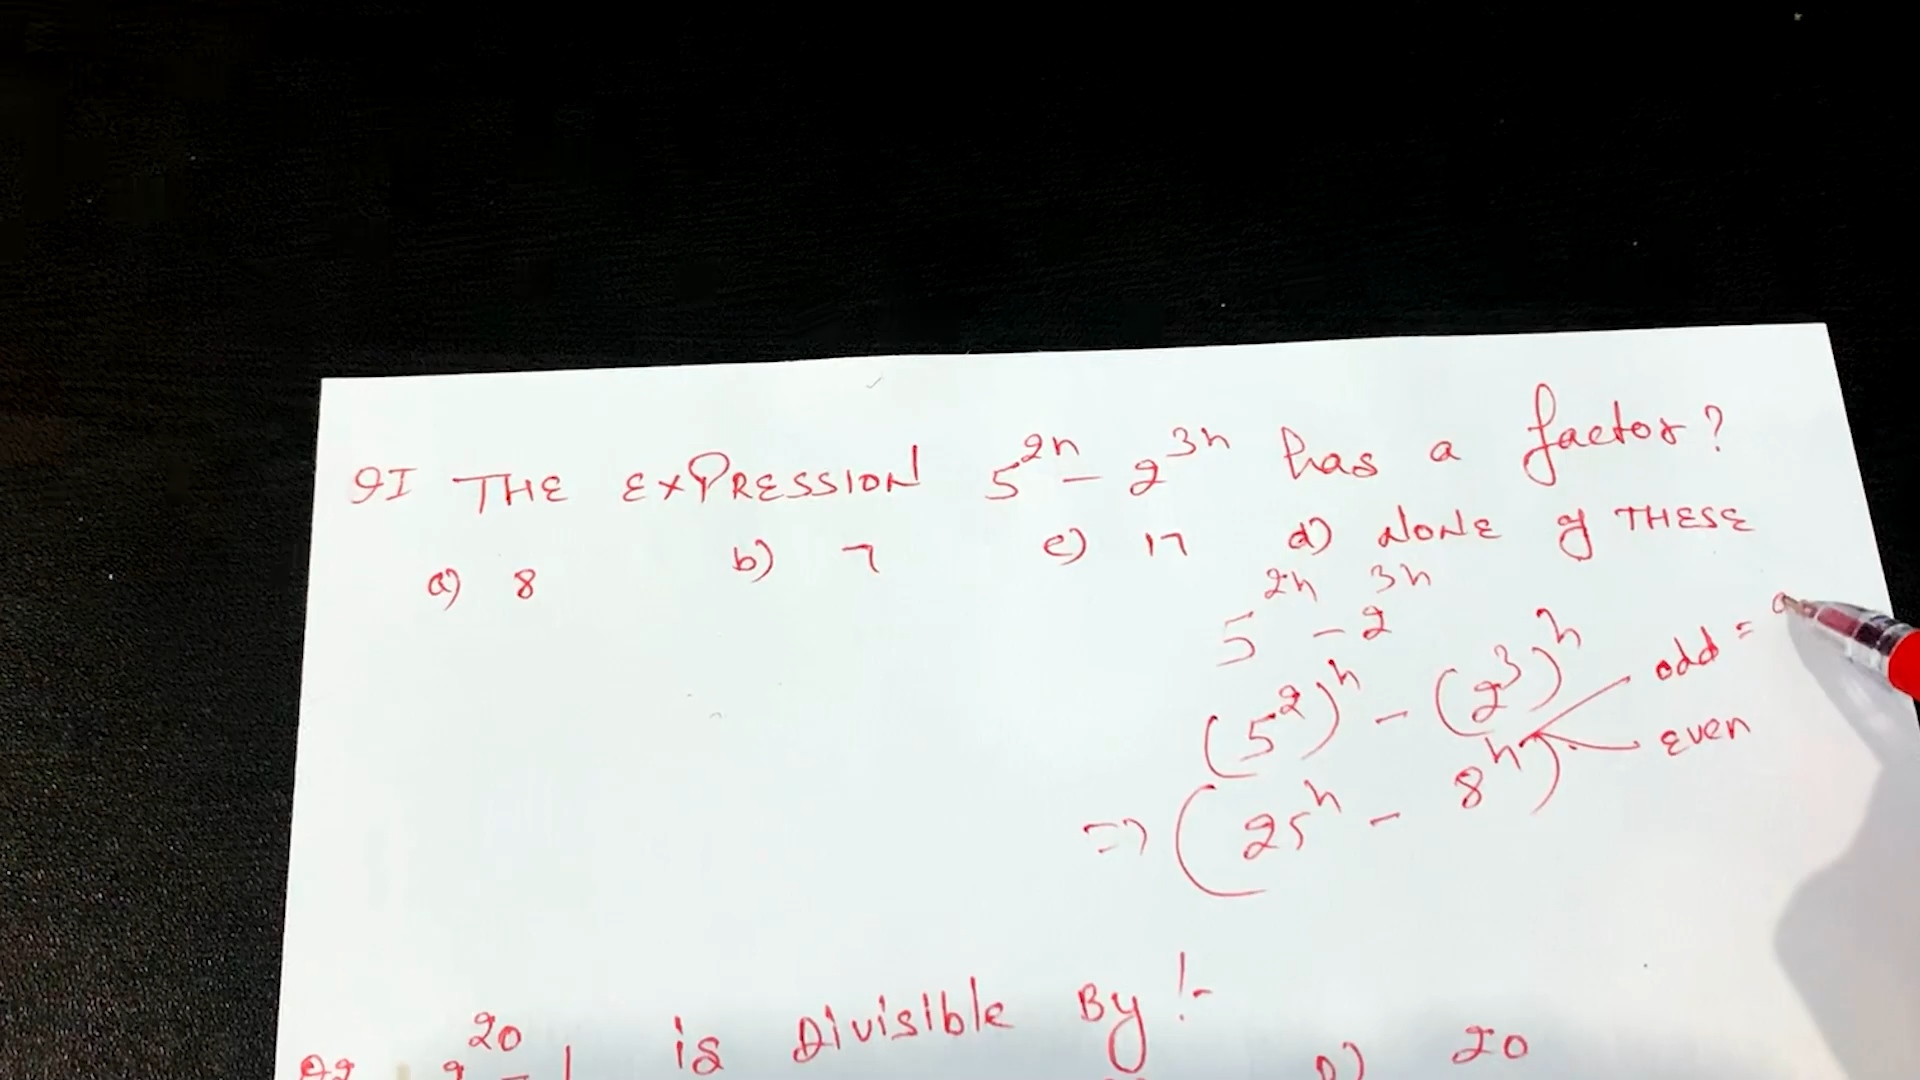 Q1 THE EXPRESSION 5^2n - 2^3n has a factor?
a) 8 b) 7 c) 17 d) NONE of THESE
5^2n - 2^3n
(5^2)^n - (2^3)^n odd =
=> (25^n - 8^n) EVEN
20
is Divisible By !-
20